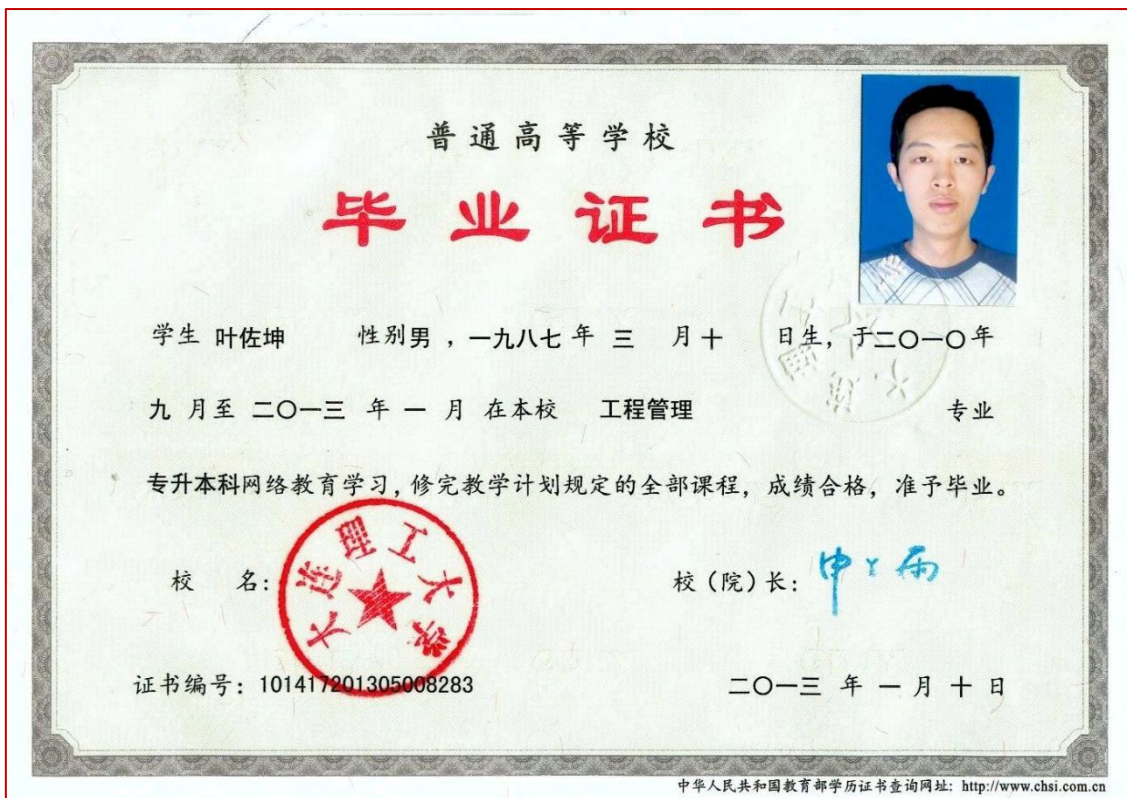 普通高等学校
毕业证书
学生 叶佐坤 性别男，一九八七年 三 月十 日生，于二〇一〇年
九 月至 二〇一三 年 一 月 在本校 工程管理 专业
专升本科网络教育学习，修完教学计划规定的全部课程，成绩合格，准予毕业。
校 名：
大连理工大学
校（院）长：
证书编号：101417201305008283
二〇一三 年 一 月 十 日
中华人民共和国教育部学历证书查询网址：http://www.chsi.com.cn